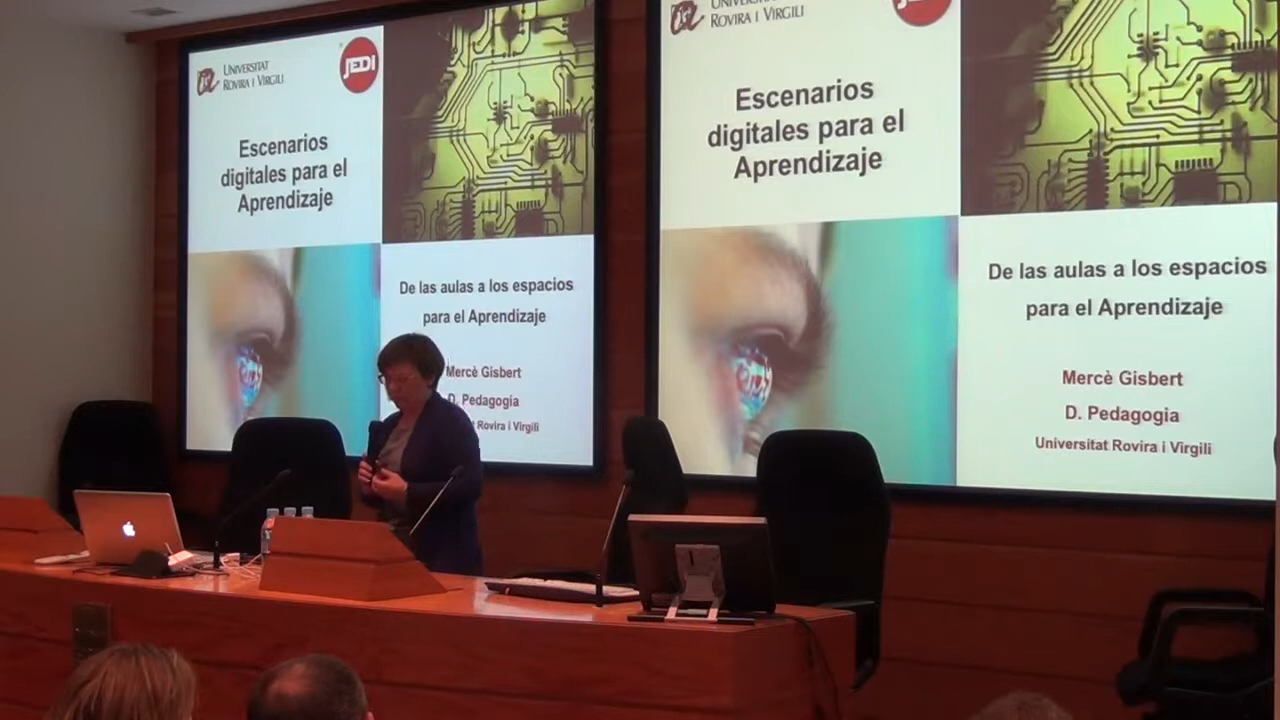 UNIVERSITAT
ROVIRA I VIRGILI
JEDI
Escenarios
digitales para el
Aprendizaje
De las aulas a los espacios
para el Aprendizaje
Mercè Gisbert
D. Pedagogia
Rovira i Virgili
ROVIRA I VIRGILI
Escenarios
digitales para el
Aprendizaje
De las aulas a los espacios
para el Aprendizaje
Mercè Gisbert
D. Pedagogia
Universitat Rovira i Virgili